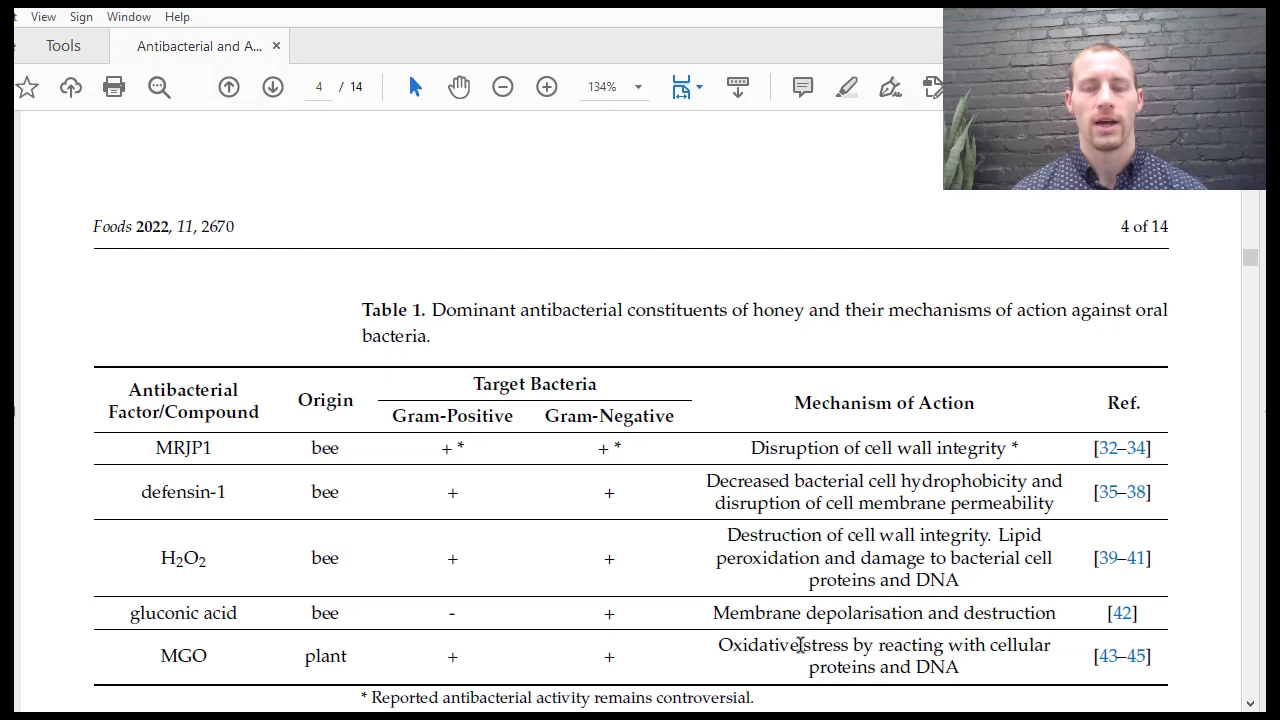 View Sign Window Help
Tools Antibacterial and A... ×
4 / 14 134%
Foods 2022, 11, 2670 4 of 14
Table 1. Dominant antibacterial constituents of honey and their mechanisms of action against oral
bacteria.
Antibacterial Factor/Compound Origin Target Bacteria Mechanism of Action Ref.
Gram-Positive Gram-Negative
MRJP1 bee + * + * Disruption of cell wall integrity * [32–34]
defensin-1 bee + + Decreased bacterial cell hydrophobicity and
disruption of cell membrane permeability [35–38]
H₂O₂ bee + + Destruction of cell wall integrity. Lipid
peroxidation and damage to bacterial cell
proteins and DNA [39–41]
gluconic acid bee - + Membrane depolarisation and destruction [42]
MGO plant + + Oxidative stress by reacting with cellular
proteins and DNA [43–45]
* Reported antibacterial activity remains controversial.